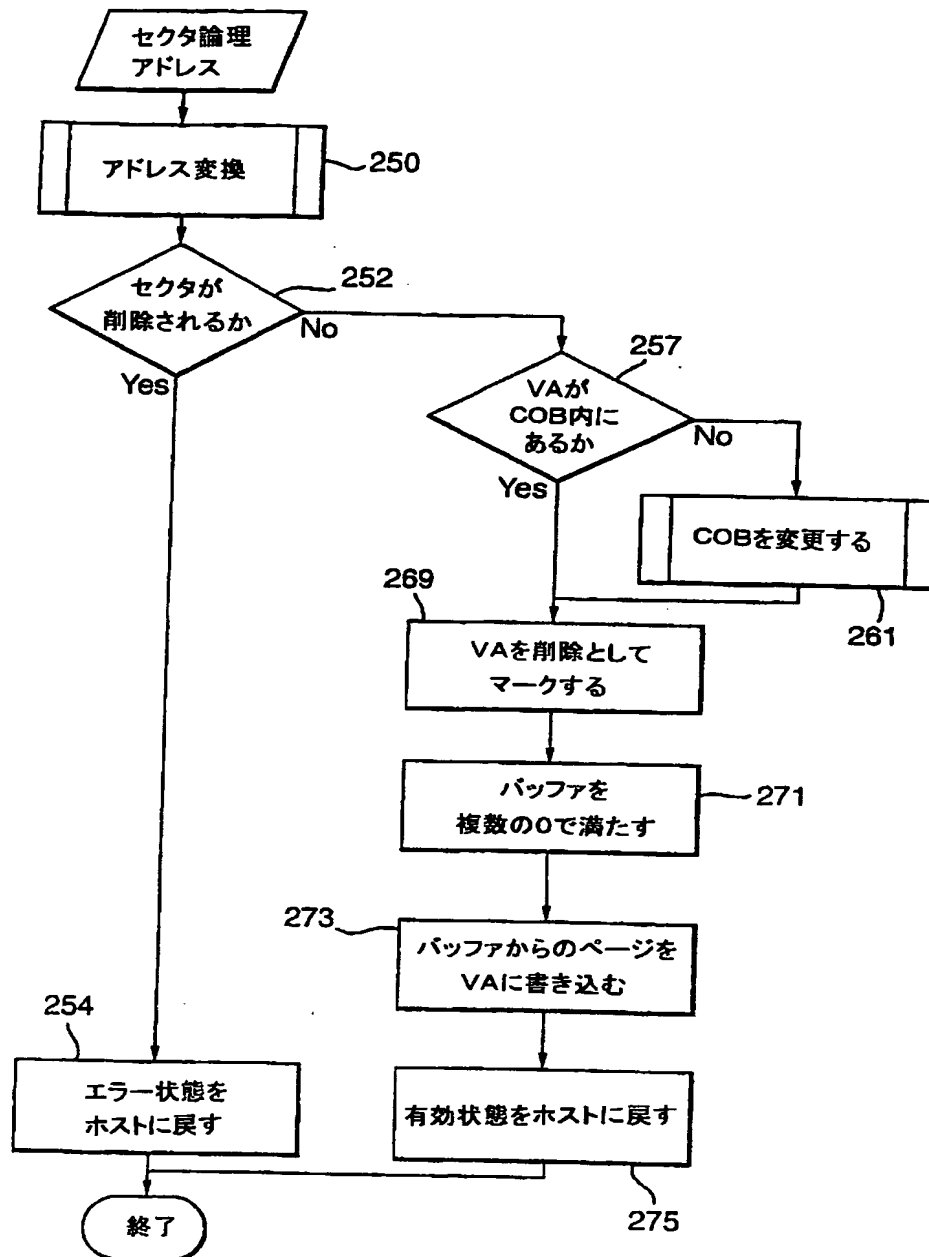 セクタ論理
アドレス
アドレス変換
250
セクタが
削除されるか
252
No
Yes
VAが
COB内に
あるか
257
No
Yes
COBを変更する
261
269
VAを削除として
マークする
バッファを
複数の0で満たす
271
273
バッファからのページを
VAに書き込む
254
エラー状態を
ホストに戻す
有効状態をホストに戻す
275
終了